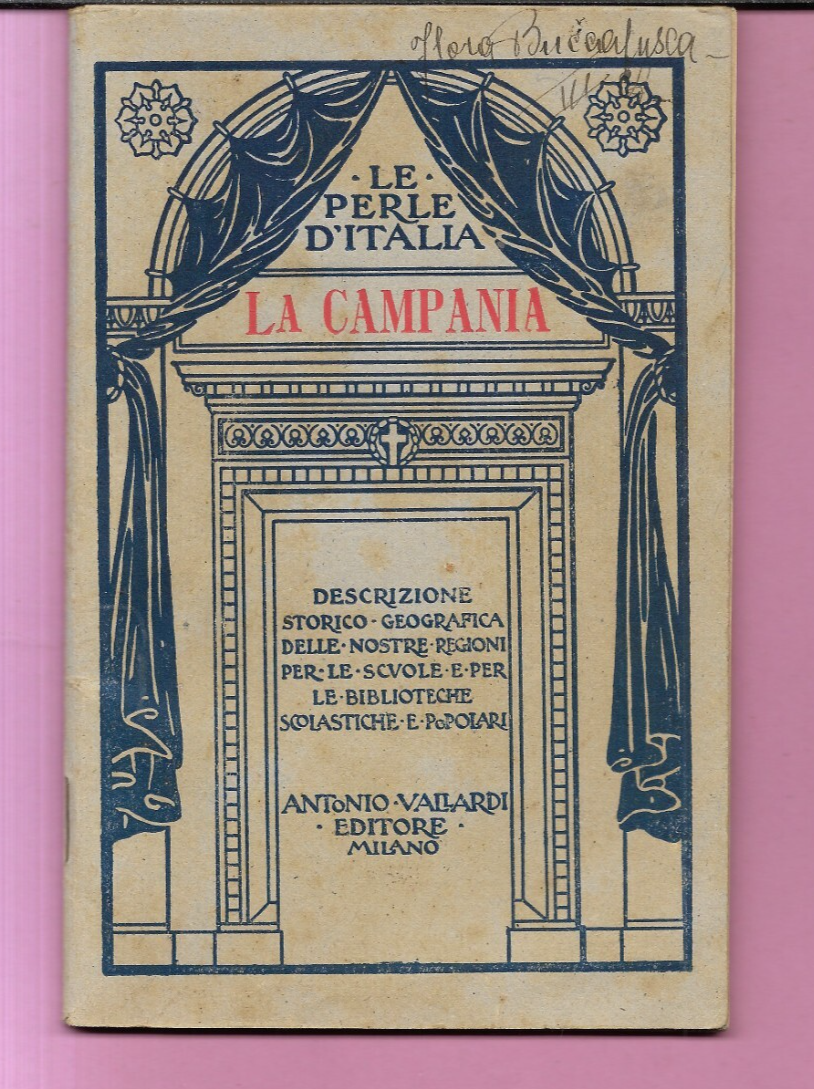 ·LE·
PERLE
D'ITALIA
LA CAMPANIA
DESCRIZIONE
STORICO·GEOGRAFICA
DELLE·NOSTRE·REGIONI
PER·LE·SCVOLE·E·PER
LE·BIBLIOTECHE
SCOLASTICHE·E·POPOLARI
ANTONIO·VALLARDI
·EDITORE·
MILANO